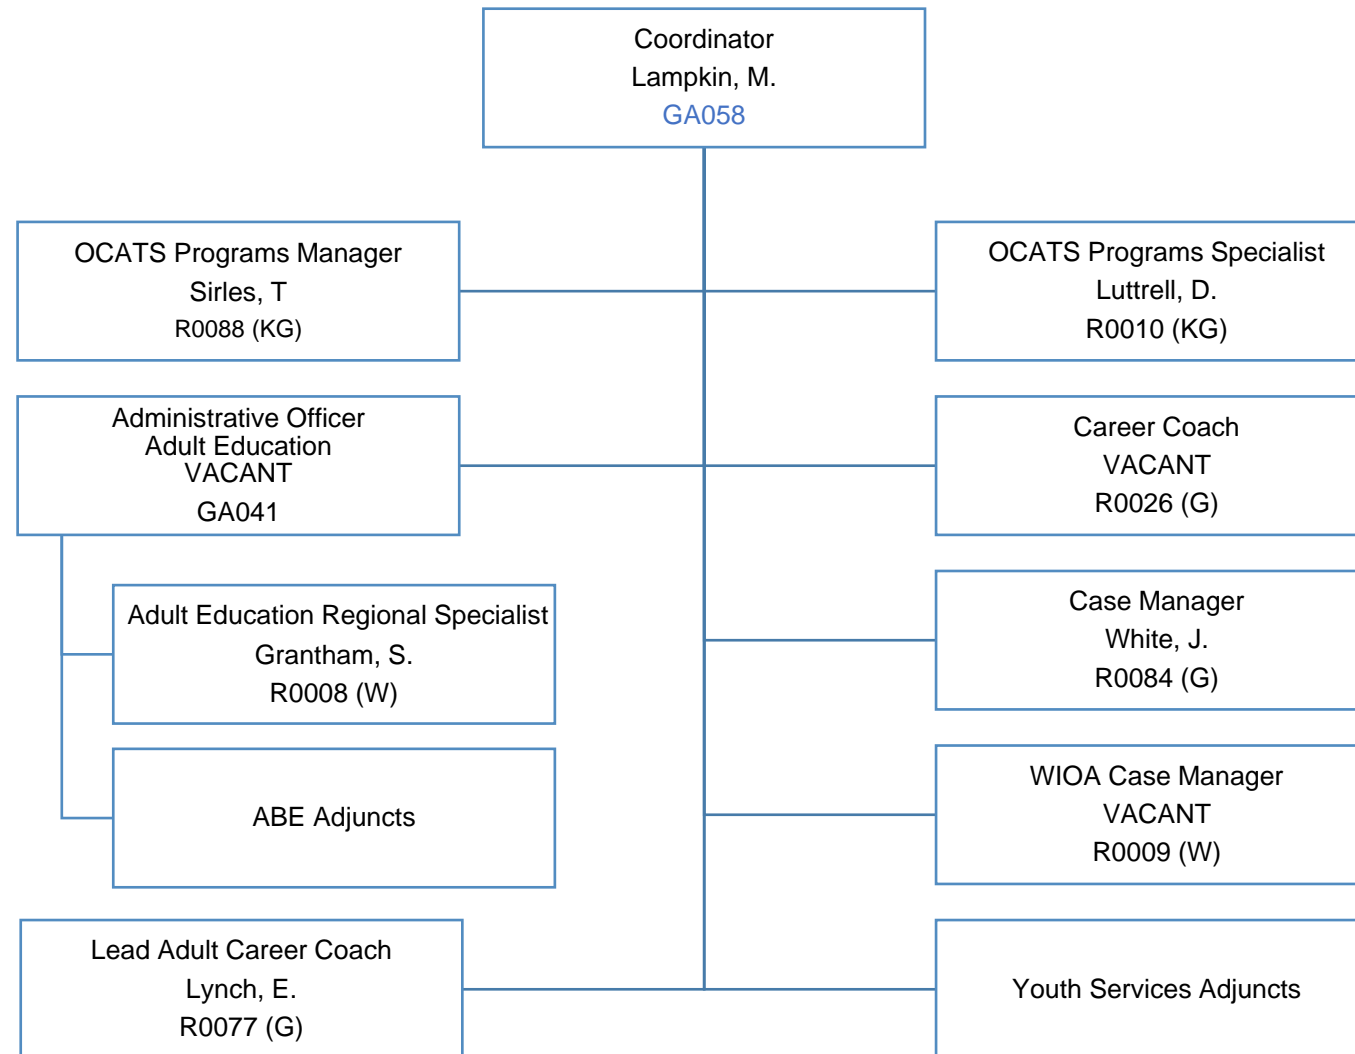 Coordinator
Lampkin, M.
GA058
OCATS Programs Manager
Sirles, T
R0088 (KG)
OCATS Programs Specialist
Luttrell, D.
R0010 (KG)
Administrative Officer
Adult Education
VACANT
GA041
Career Coach
VACANT
R0026 (G)
Adult Education Regional Specialist
Grantham, S.
R0008 (W)
Case Manager
White, J.
R0084 (G)
ABE Adjuncts
WIOA Case Manager
VACANT
R0009 (W)
Lead Adult Career Coach
Lynch, E.
R0077 (G)
Youth Services Adjuncts